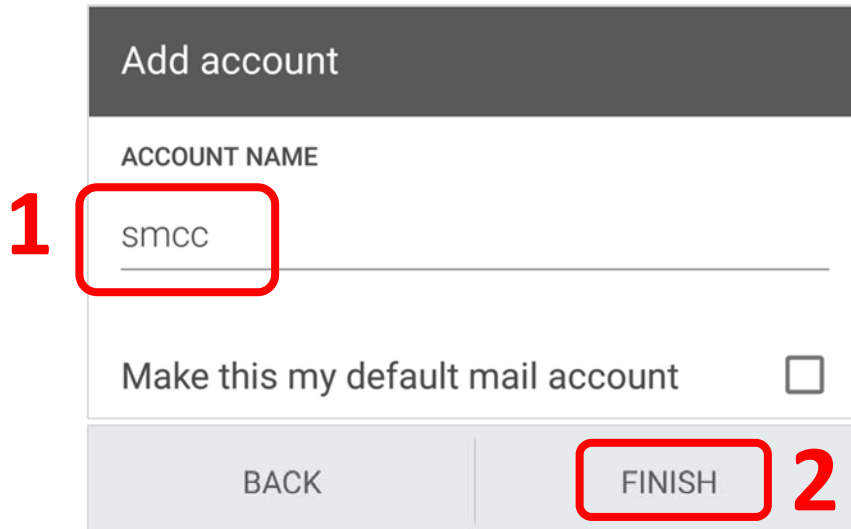 Add account
ACCOUNT NAME
1
smcc
Make this my default mail account
BACK FINISH 2